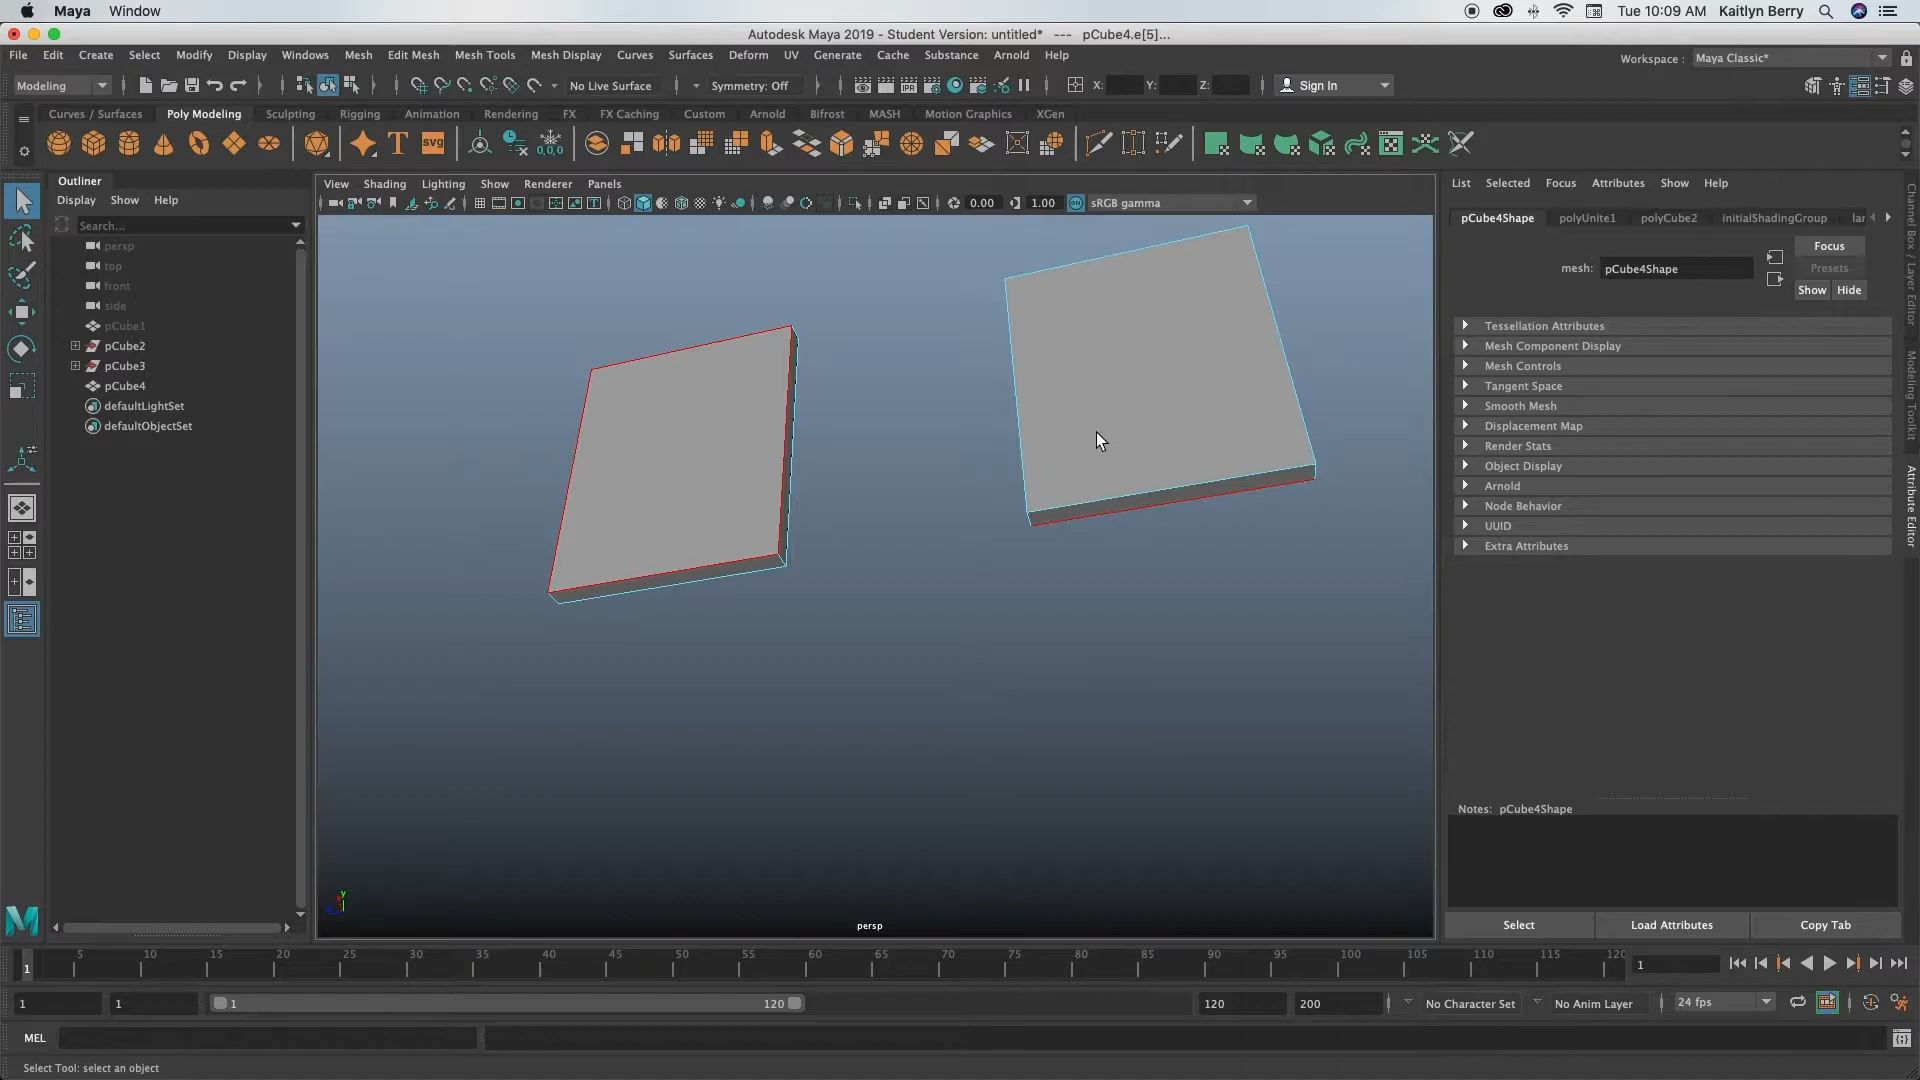 Maya Window Tue 10:09 AM Kaitlyn Berry
Autodesk Maya 2019 - Student Version: untitled* --- pCube4.e[5]...
File Edit Create Select Modify Display Windows Mesh Edit Mesh Mesh Tools Mesh Display Curves Surfaces Deform UV Generate Cache Substance Arnold Help
Workspace : Maya Classic*
Modeling No Live Surface Symmetry: Off IPR X: Y: Z: Sign In
Curves / Surfaces Poly Modeling Sculpting Rigging Animation Rendering FX FX Caching Custom Arnold Bifrost MASH Motion Graphics XGen
T SVG 0,0,0
Outliner
Display Show Help
Search...
persp
top
front
side
pCube1
pCube2
pCube3
pCube4
defaultLightSet
defaultObjectSet
View Shading Lighting Show Renderer Panels
0.00 1.00 ON sRGB gamma
y
persp
List Selected Focus Attributes Show Help
pCube4Shape polyUnite1 polyCube2 initialShadingGroup lar
Focus
mesh: pCube4Shape
Presets
Show Hide
Tessellation Attributes
Mesh Component Display
Mesh Controls
Tangent Space
Smooth Mesh
Displacement Map
Render Stats
Object Display
Arnold
Node Behavior
UUID
Extra Attributes
Notes: pCube4Shape
Select Load Attributes Copy Tab
Channel Box / Layer Editor
Modeling Toolkit
Attribute Editor
1 5 10 15 20 25 30 35 40 45 50 55 60 65 70 75 80 85 90 95 100 105 110 115 120 1
1 1 1 120 120 200 No Character Set No Anim Layer 24 fps
MEL
Select Tool: select an object